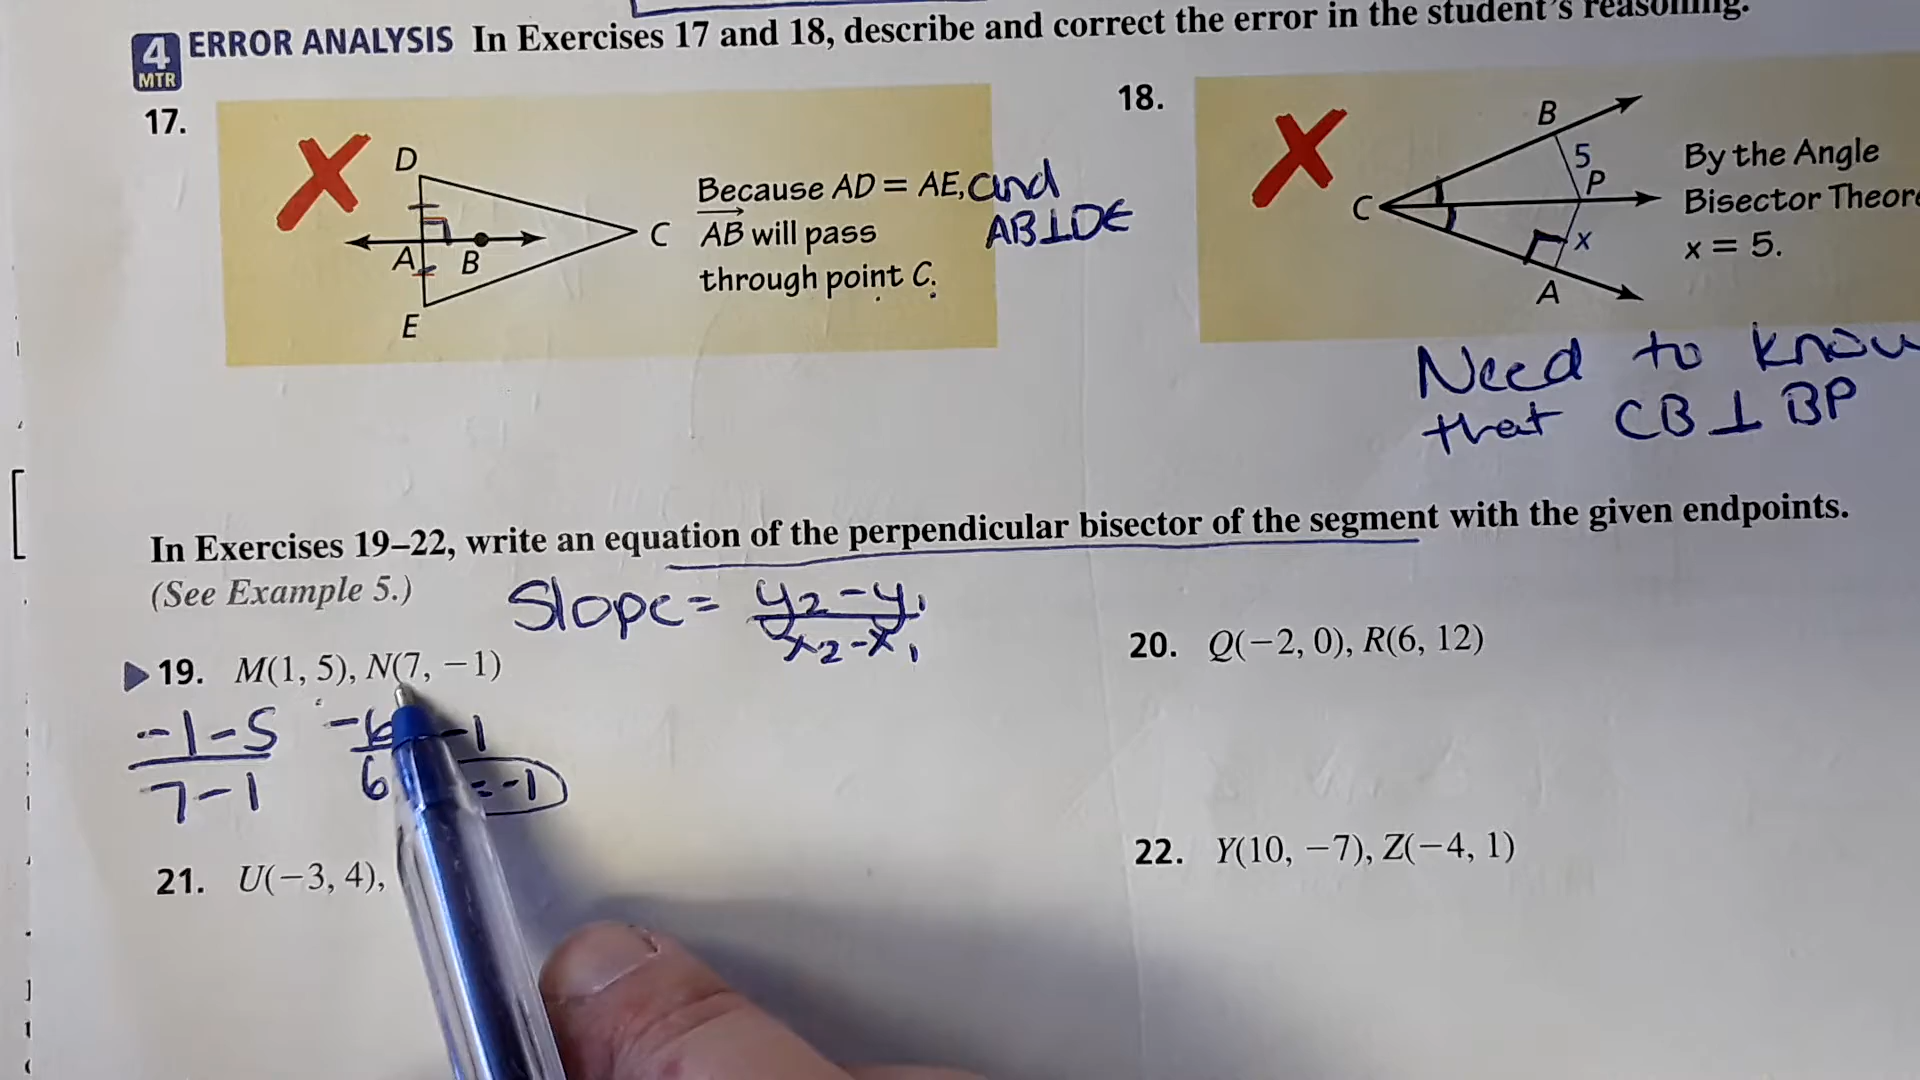 4 ERROR ANALYSIS In Exercises 17 and 18, describe and correct the error in the student's reasoning.
MTR
17.
D
A
B
C
E
Because AD = AE, and
AB will pass AB⊥DE
through point C.
18.
B
5
P
C
x
A
By the Angle
Bisector
x = 5.
Need to
that CB ⊥ BP
In Exercises 19–22, write an equation of the perpendicular bisector of the segment with the given endpoints.
(See Example 5.)
Slope = y2-y1
x2-x1
19. M(1, 5), N(7, −1)
-1-5 -6 -1
7-1 6 = -1
20. Q(−2, 0), R(6, 12)
21. U(−3, 4),
22. Y(10, −7), Z(−4, 1)